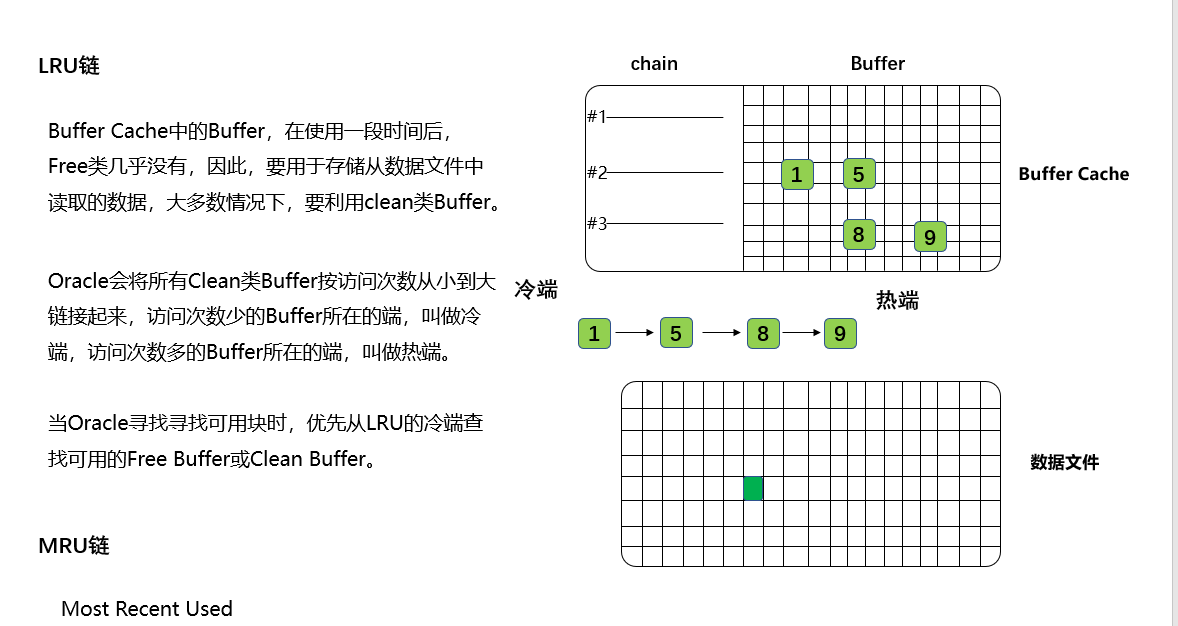 LRU链
Buffer Cache中的Buffer，在使用一段时间后，
Free类几乎没有，因此，要用于存储从数据文件中
读取的数据，大多数情况下，要利用clean类Buffer。
Oracle会将所有Clean类Buffer按访问次数从小到大
链接起来，访问次数少的Buffer所在的端，叫做冷
端，访问次数多的Buffer所在的端，叫做热端。
当Oracle寻找寻找可用块时，优先从LRU的冷端查
找可用的Free Buffer或Clean Buffer。
MRU链
Most Recent Used
chain
Buffer
#1
#2
1
5
#3
8
9
Buffer Cache
冷端
热端
1
5
8
9
数据文件